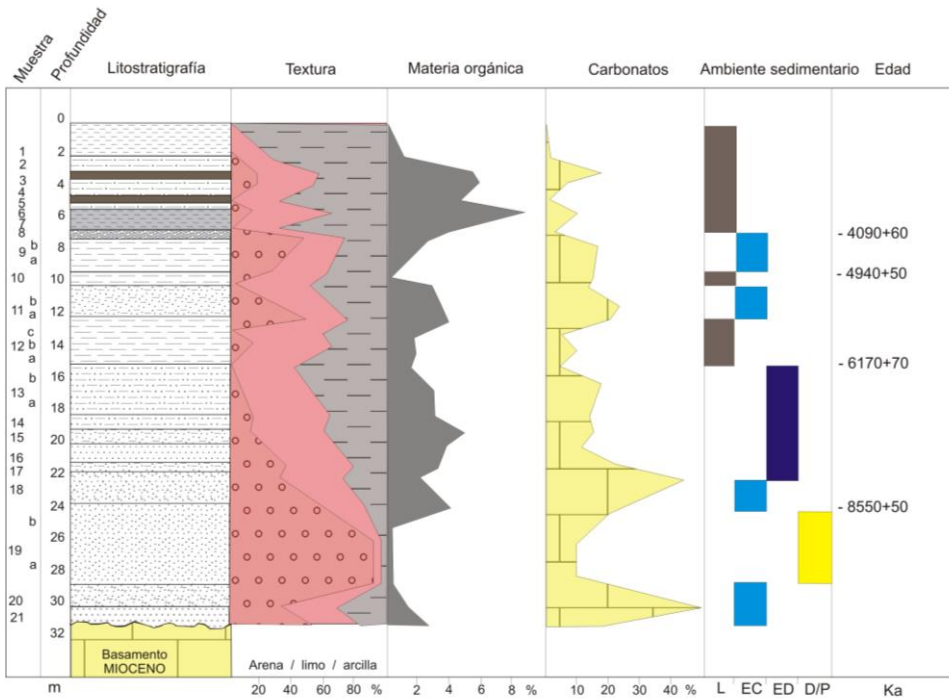 Muestra Profundidad Litostratigrafía Textura Materia orgánica Carbonatos Ambiente sedimentario Edad
0
1 2
2
3 4
4
5
6 6
7
8
9 b 8
a
10 10
b
11 a 12
c
12 b 14
a
b 16
13 a
18
14
15 20
16
17 22
18
24
b
26
19
a 28
20 30
21
32
- 4090+60
- 4940+50
- 6170+70
- 8550+50
Basamento
MIOCENO
Arena / limo / arcilla
m 20 40 60 80 % 2 4 6 8 % 10 20 30 40 % L EC ED D/P Ka